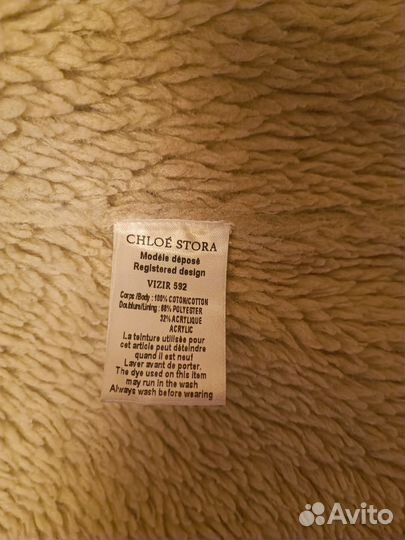 CHLOÉ STORA
Modèle déposé
Registered design
VIZIR 592
Corps/Body : 100% COTON/COTTON
Doublure/Lining : 68% POLYESTER
32% ACRYLIQUE
ACRYLIC
La teinture utilisée pour
cet article peut déteindre
quand il est neuf
Laver avant de porter.
The dye used on this item
may run in the wash
Always wash before wearing
Avito